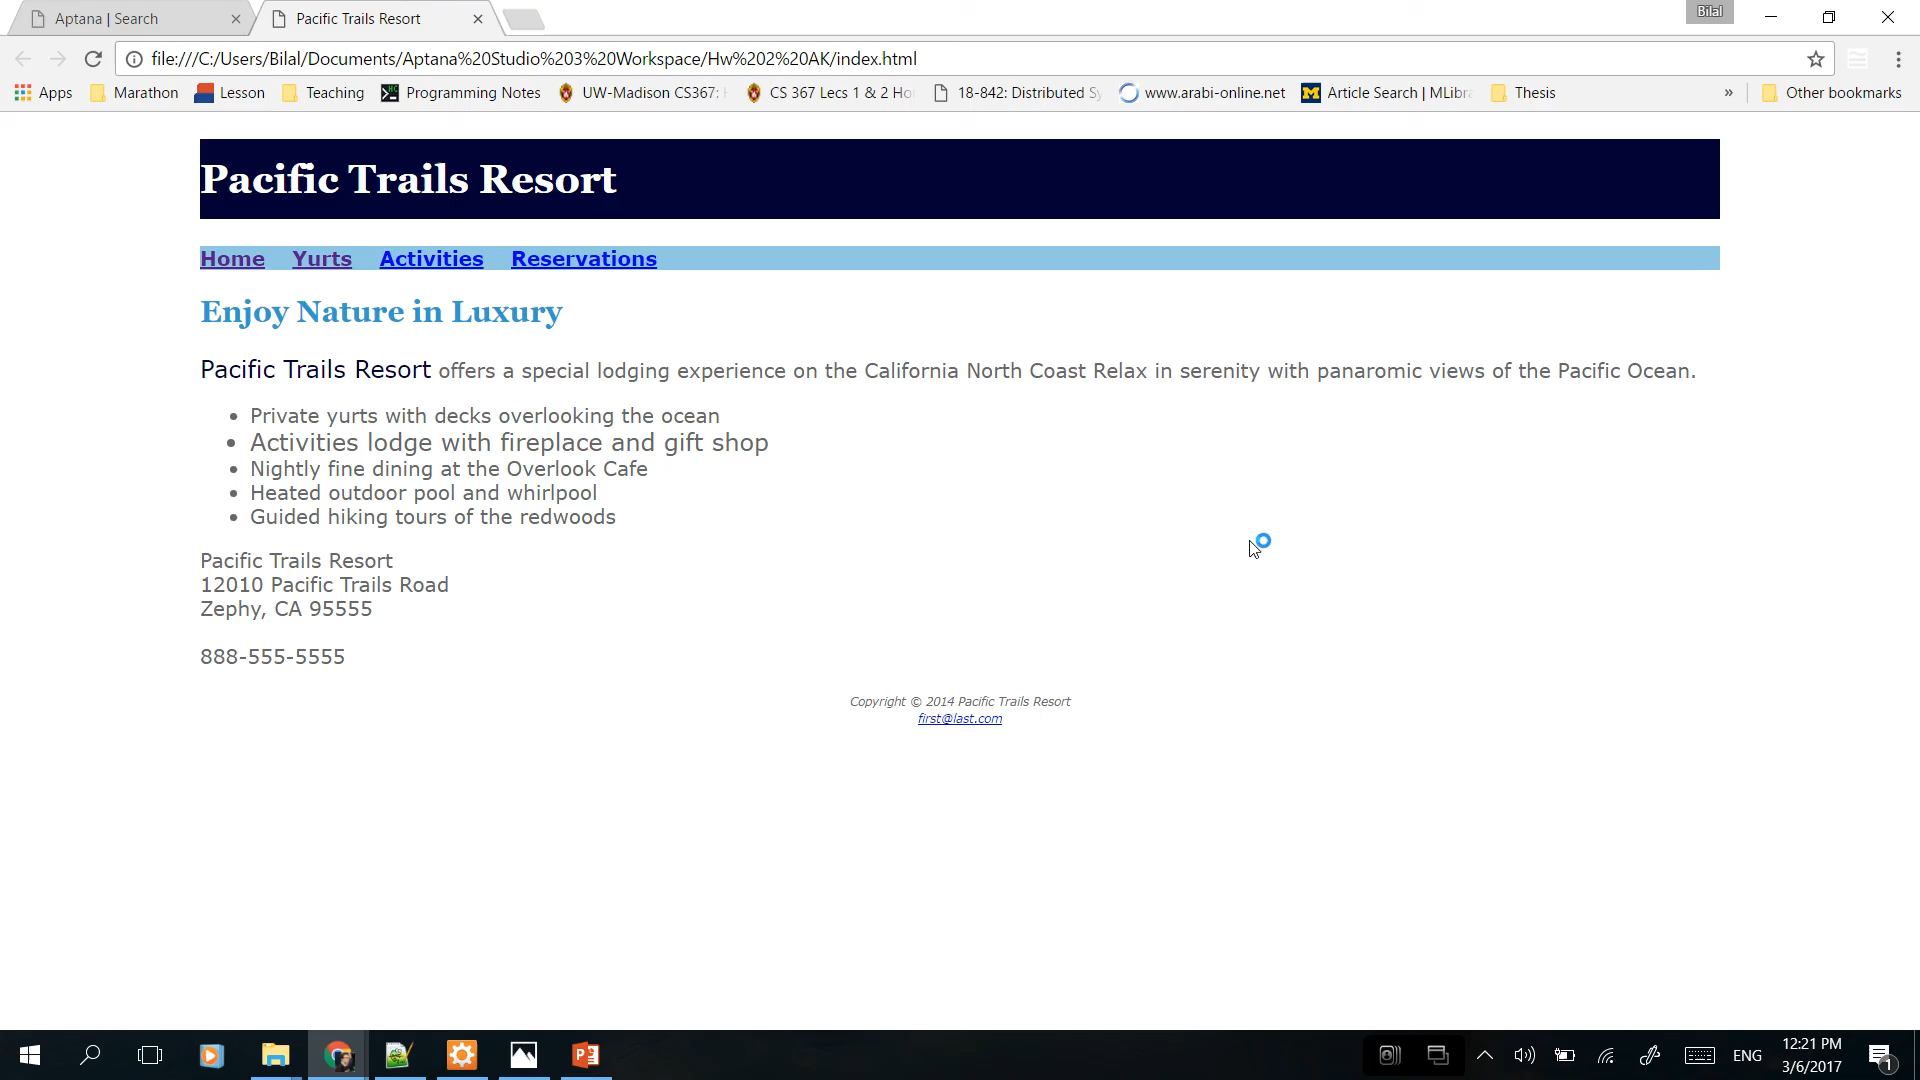 Aptana | Search
Pacific Trails Resort
Bilal
file:///C:/Users/Bilal/Documents/Aptana%20Studio%203%20Workspace/Hw%202%20AK/index.html
Apps Marathon Lesson Teaching Programming Notes UW-Madison CS367: CS 367 Lecs 1 & 2 Ho 18-842: Distributed Sy www.arabi-online.net Article Search | MLibra Thesis » Other bookmarks
Pacific Trails Resort
Home Yurts Activities Reservations
Enjoy Nature in Luxury
Pacific Trails Resort offers a special lodging experience on the California North Coast Relax in serenity with panaromic views of the Pacific Ocean.
• Private yurts with decks overlooking the ocean
• Activities lodge with fireplace and gift shop
• Nightly fine dining at the Overlook Cafe
• Heated outdoor pool and whirlpool
• Guided hiking tours of the redwoods
Pacific Trails Resort
12010 Pacific Trails Road
Zephy, CA 95555
888-555-5555
Copyright © 2014 Pacific Trails Resort
first@last.com
ENG
12:21 PM
3/6/2017
1